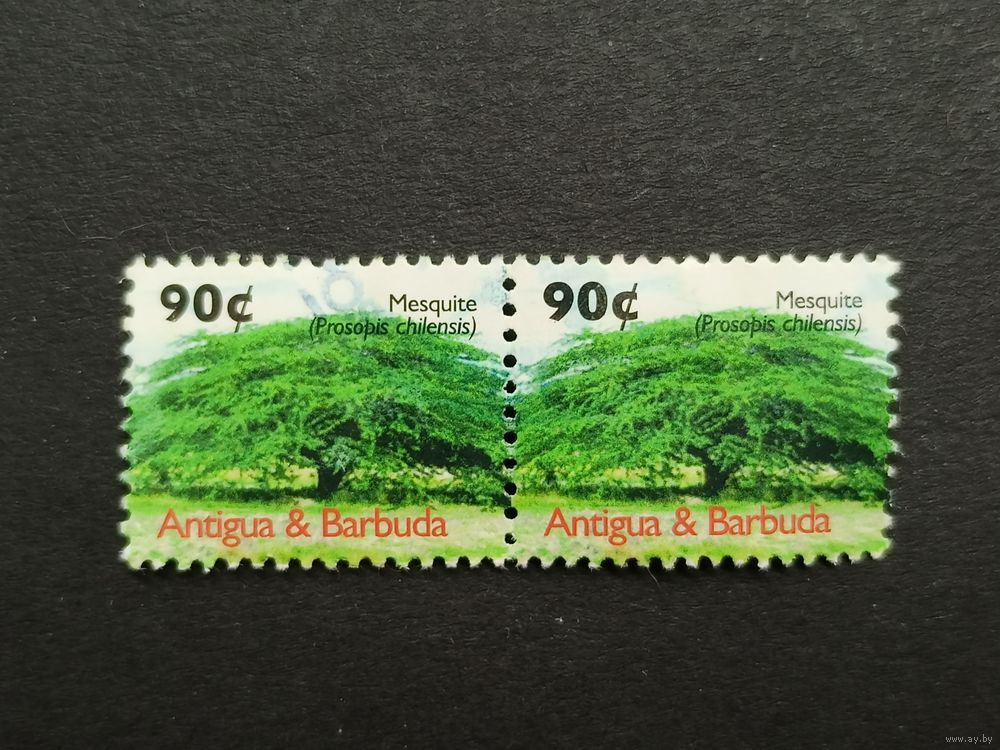 90¢
Mesquite
(Prosopis chilensis)
Antigua & Barbuda
90¢
Mesquite
(Prosopis chilensis)
Antigua & Barbuda
www.ay.by